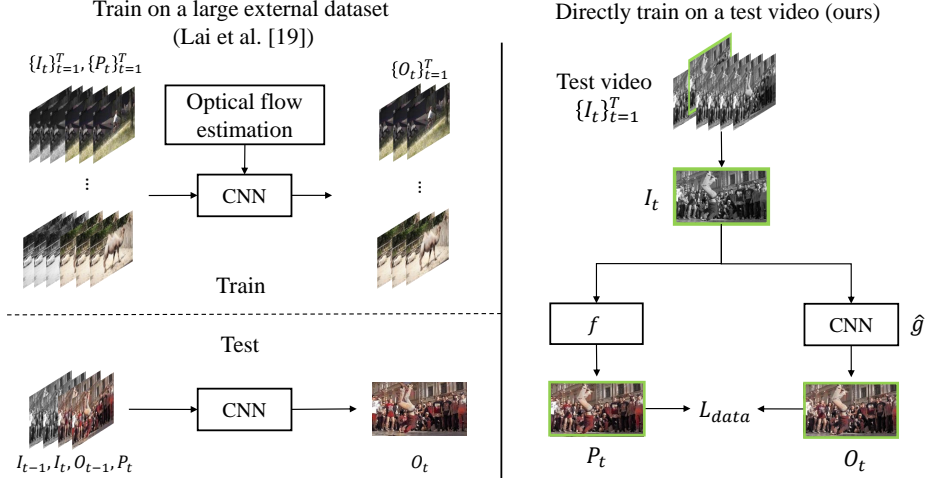 Train on a large external dataset
(Lai et al. [19])
{I_t}_{t=1}^T, {P_t}_{t=1}^T
{O_t}_{t=1}^T
Optical flow
estimation
⋮
⋮
CNN
Train
Test
CNN
I_{t-1}, I_t, O_{t-1}, P_t
O_t
Directly train on a test video (ours)
Test video
{I_t}_{t=1}^T
I_t
f
CNN
ĝ
L_{data}
P_t
O_t